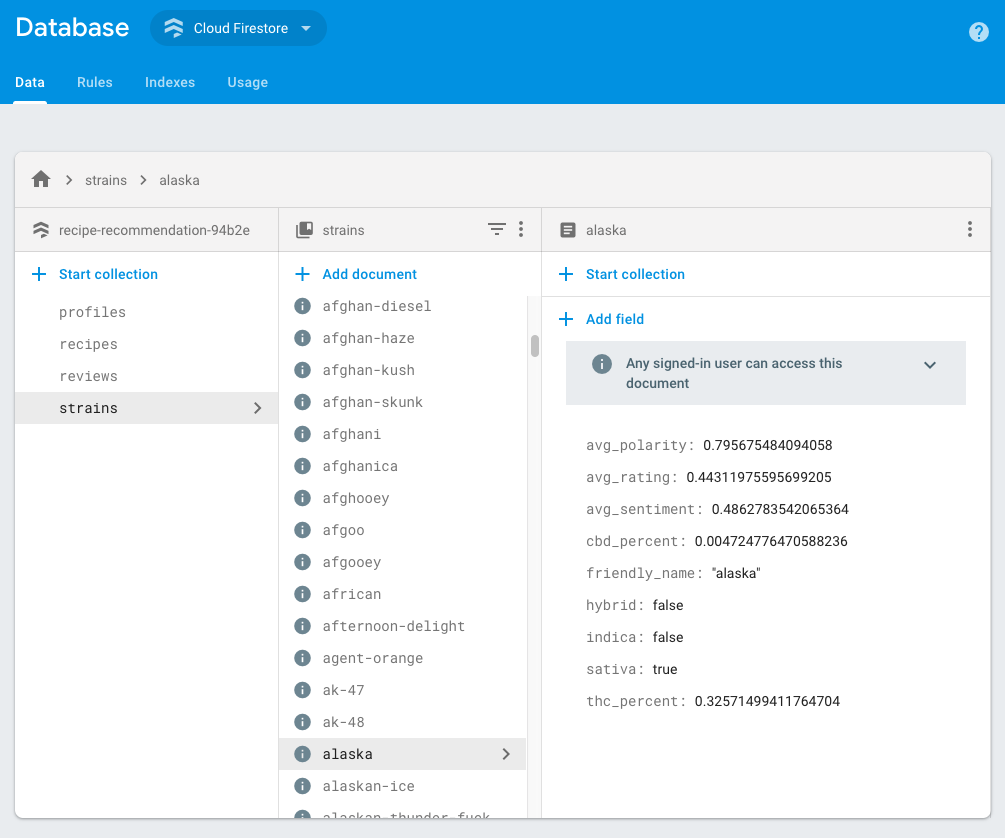 Database
Cloud Firestore
?
Data Rules Indexes Usage
strains alaska
recipe-recommendation-94b2e
Start collection
profiles
recipes
reviews
strains
strains
Add document
afghan-diesel
afghan-haze
afghan-kush
afghan-skunk
afghani
afghanica
afghooey
afgoo
afgooey
african
afternoon-delight
agent-orange
ak-47
ak-48
alaska
alaskan-ice
alaskan-thunder-fuck
alaska
Start collection
Add field
Any signed-in user can access this
document
avg_polarity: 0.795675484094058
avg_rating: 0.44311975595699205
avg_sentiment: 0.4862783542065364
cbd_percent: 0.004724776470588236
friendly_name: "alaska"
hybrid: false
indica: false
sativa: true
thc_percent: 0.32571499411764704